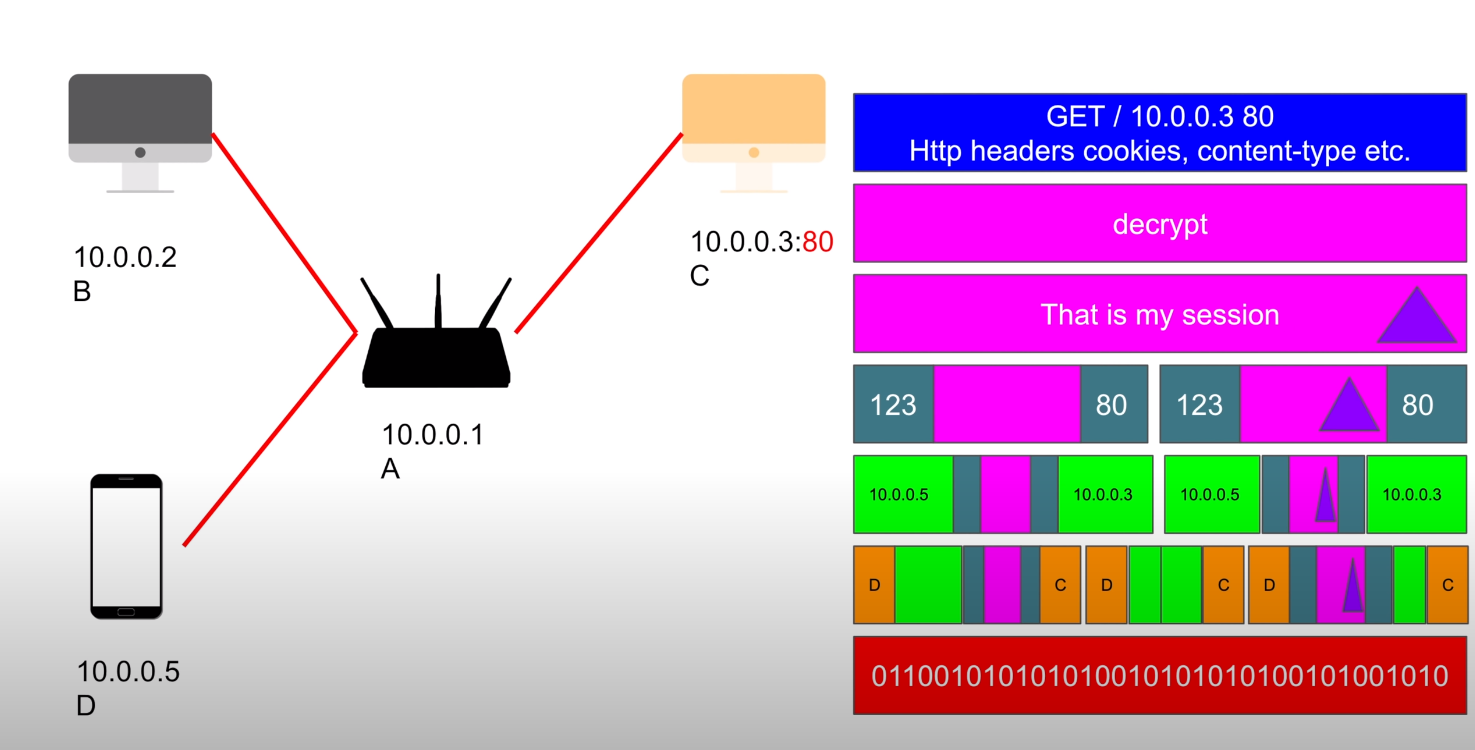 10.0.0.2
B
10.0.0.3:80
C
10.0.0.1
A
10.0.0.5
D
GET / 10.0.0.3 80
Http headers cookies, content-type etc.
decrypt
That is my session
123 80 123 80
10.0.0.5 10.0.0.3 10.0.0.5 10.0.0.3
D C D C D C
011001010101010010101010100101001010